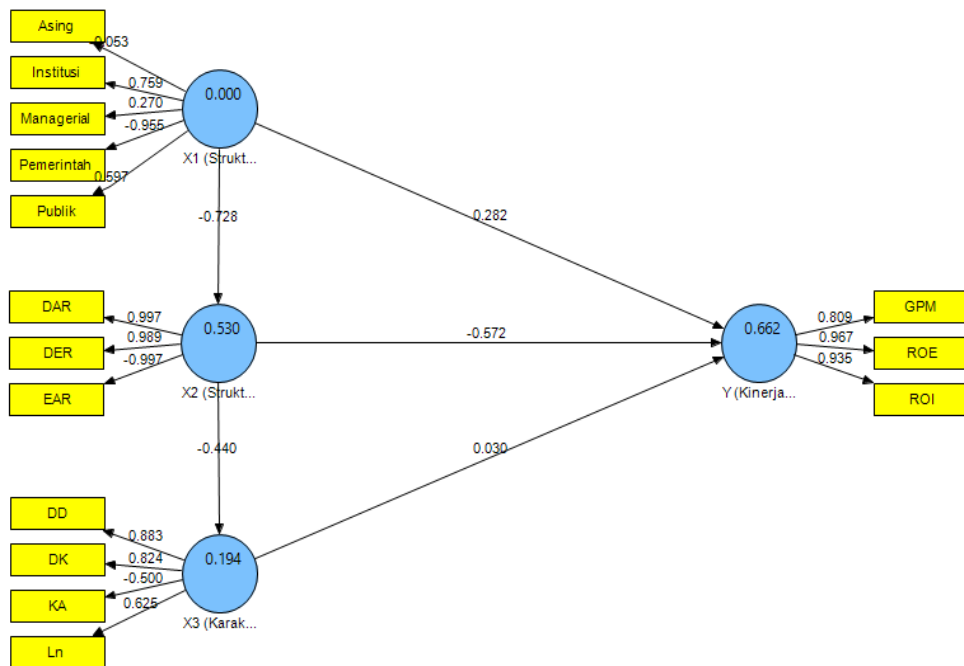 Asing
-0.053
Institusi
0.759
0.270
Managerial
-0.955
Pemerintah
0.597
Publik
0.000
X1 (Strukt...
-0.728
0.282
DAR
0.997
DER
0.989
-0.997
EAR
0.530
X2 (Strukt...
-0.572
0.662
Y (Kinerja...
0.809
GPM
0.967
ROE
0.935
ROI
-0.440
0.030
DD
0.883
DK
0.824
-0.500
KA
0.625
Ln
0.194
X3 (Karak...